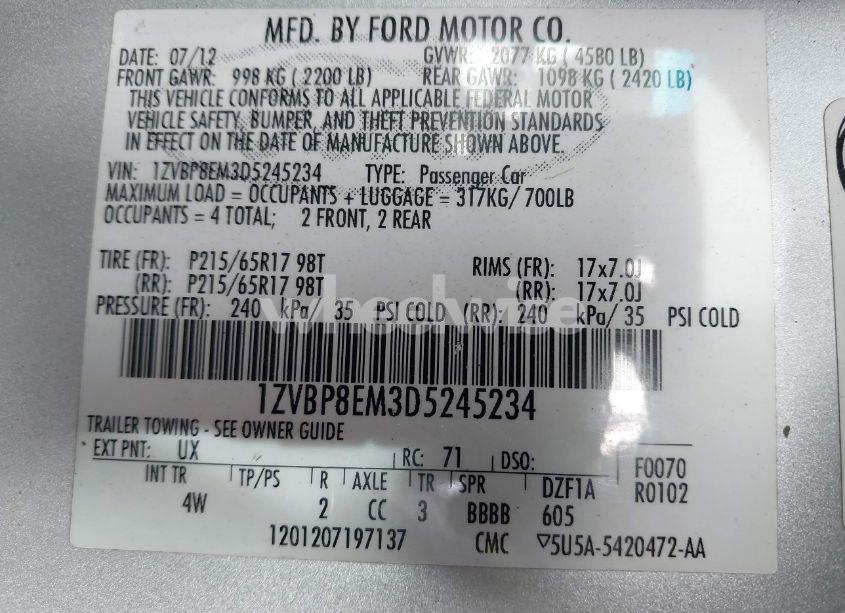 MFD. BY FORD MOTOR CO.
DATE: 07/12 GVWR: 2077 KG ( 4580 LB)
FRONT GAWR: 998 KG ( 2200 LB) REAR GAWR: 1098 KG ( 2420 LB)
THIS VEHICLE CONFORMS TO ALL APPLICABLE FEDERAL MOTOR
VEHICLE SAFETY, BUMPER, AND THEFT PREVENTION STANDARDS
IN EFFECT ON THE DATE OF MANUFACTURE SHOWN ABOVE.
VIN: 1ZVBP8EM3D5245234 TYPE: Passenger Car
MAXIMUM LOAD = OCCUPANTS + LUGGAGE = 317KG/ 700LB
OCCUPANTS = 4 TOTAL; 2 FRONT, 2 REAR
TIRE (FR): P215/65R17 98T RIMS (FR): 17x7.0J
(RR): P215/65R17 98T (RR): 17x7.0J
PRESSURE (FR): 240 kPa/ 35 PSI COLD (RR): 240 kPa/ 35 PSI COLD
wheelwise
1ZVBP8EM3D5245234
TRAILER TOWING - SEE OWNER GUIDE
EXT PNT: UX RC: 71 DSO: F0070
INT TR TP/PS R AXLE TR SPR DZF1A R0102
4W 2 CC 3 BBBB 605
1201207197137 CMC ▽5U5A-5420472-AA